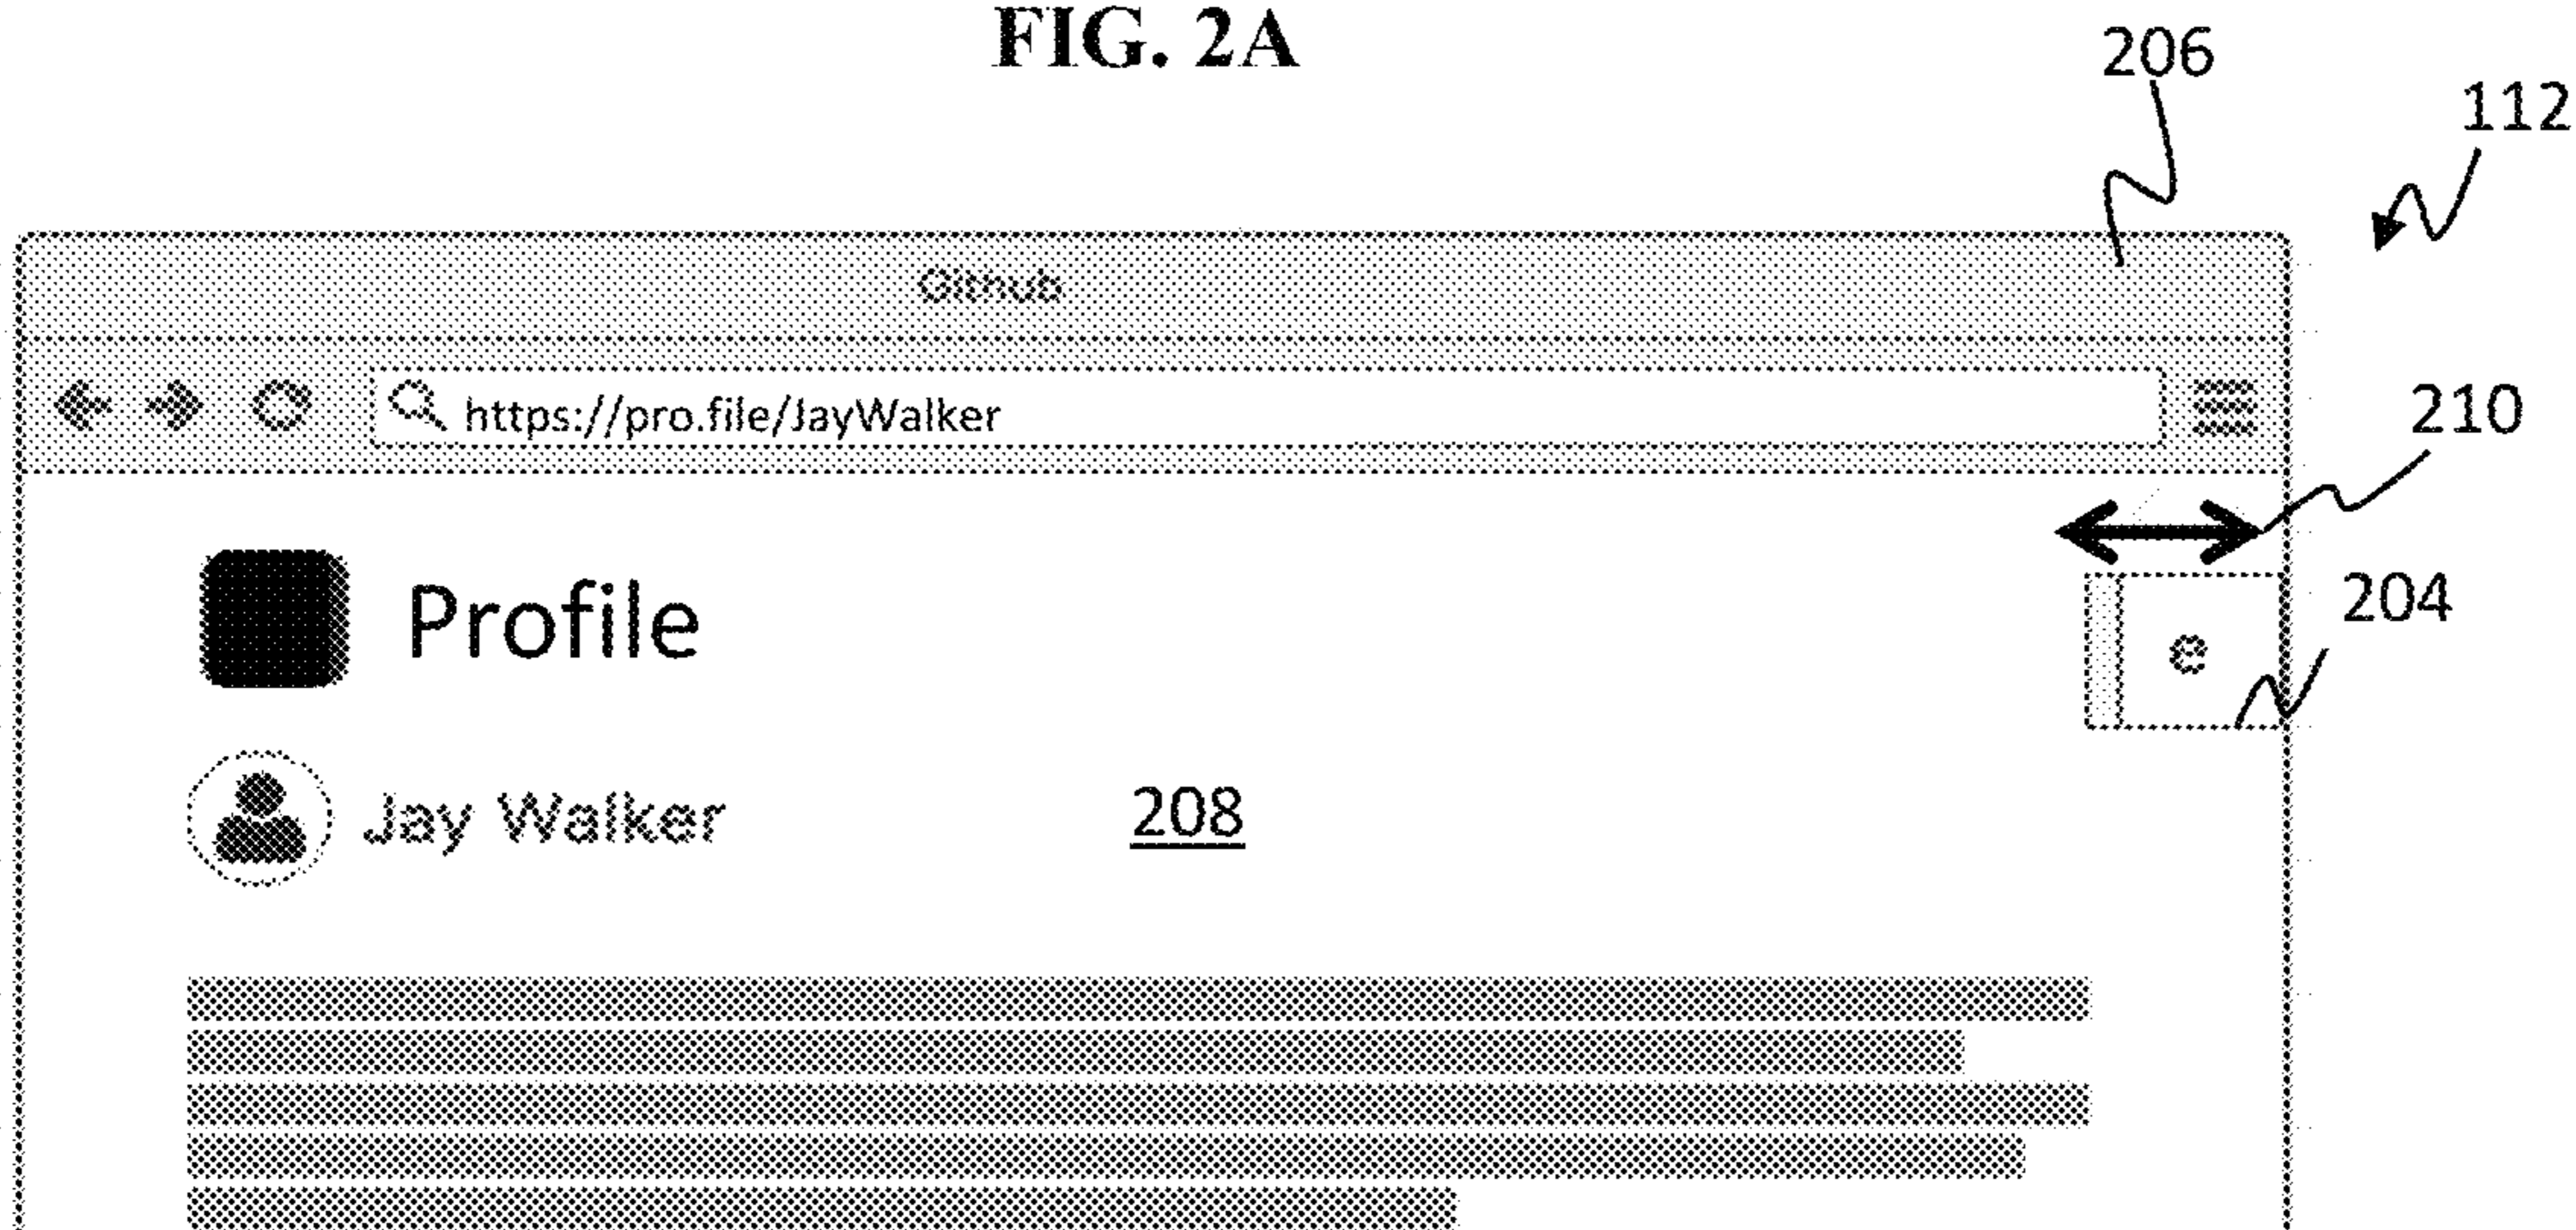 FIG. 2A
206
112
Github
https://pro.file/JayWalker
210
Profile
204
e
Jay Walker
208